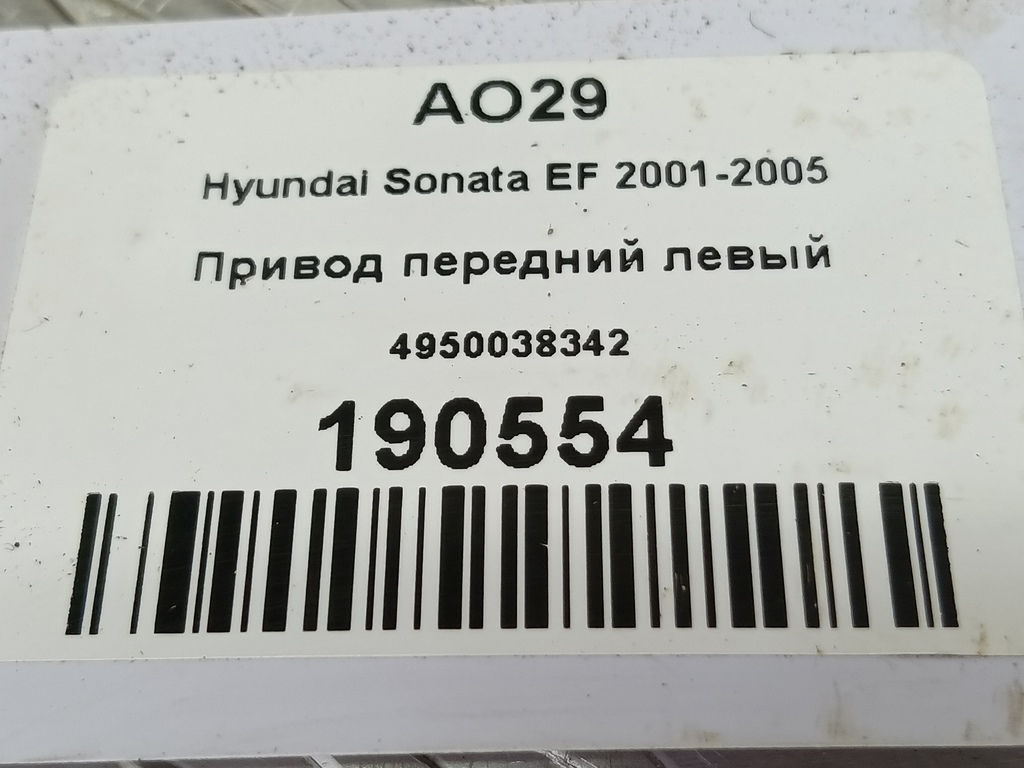 AO29
Hyundai Sonata EF 2001-2005
Привод передний левый
4950038342
190554